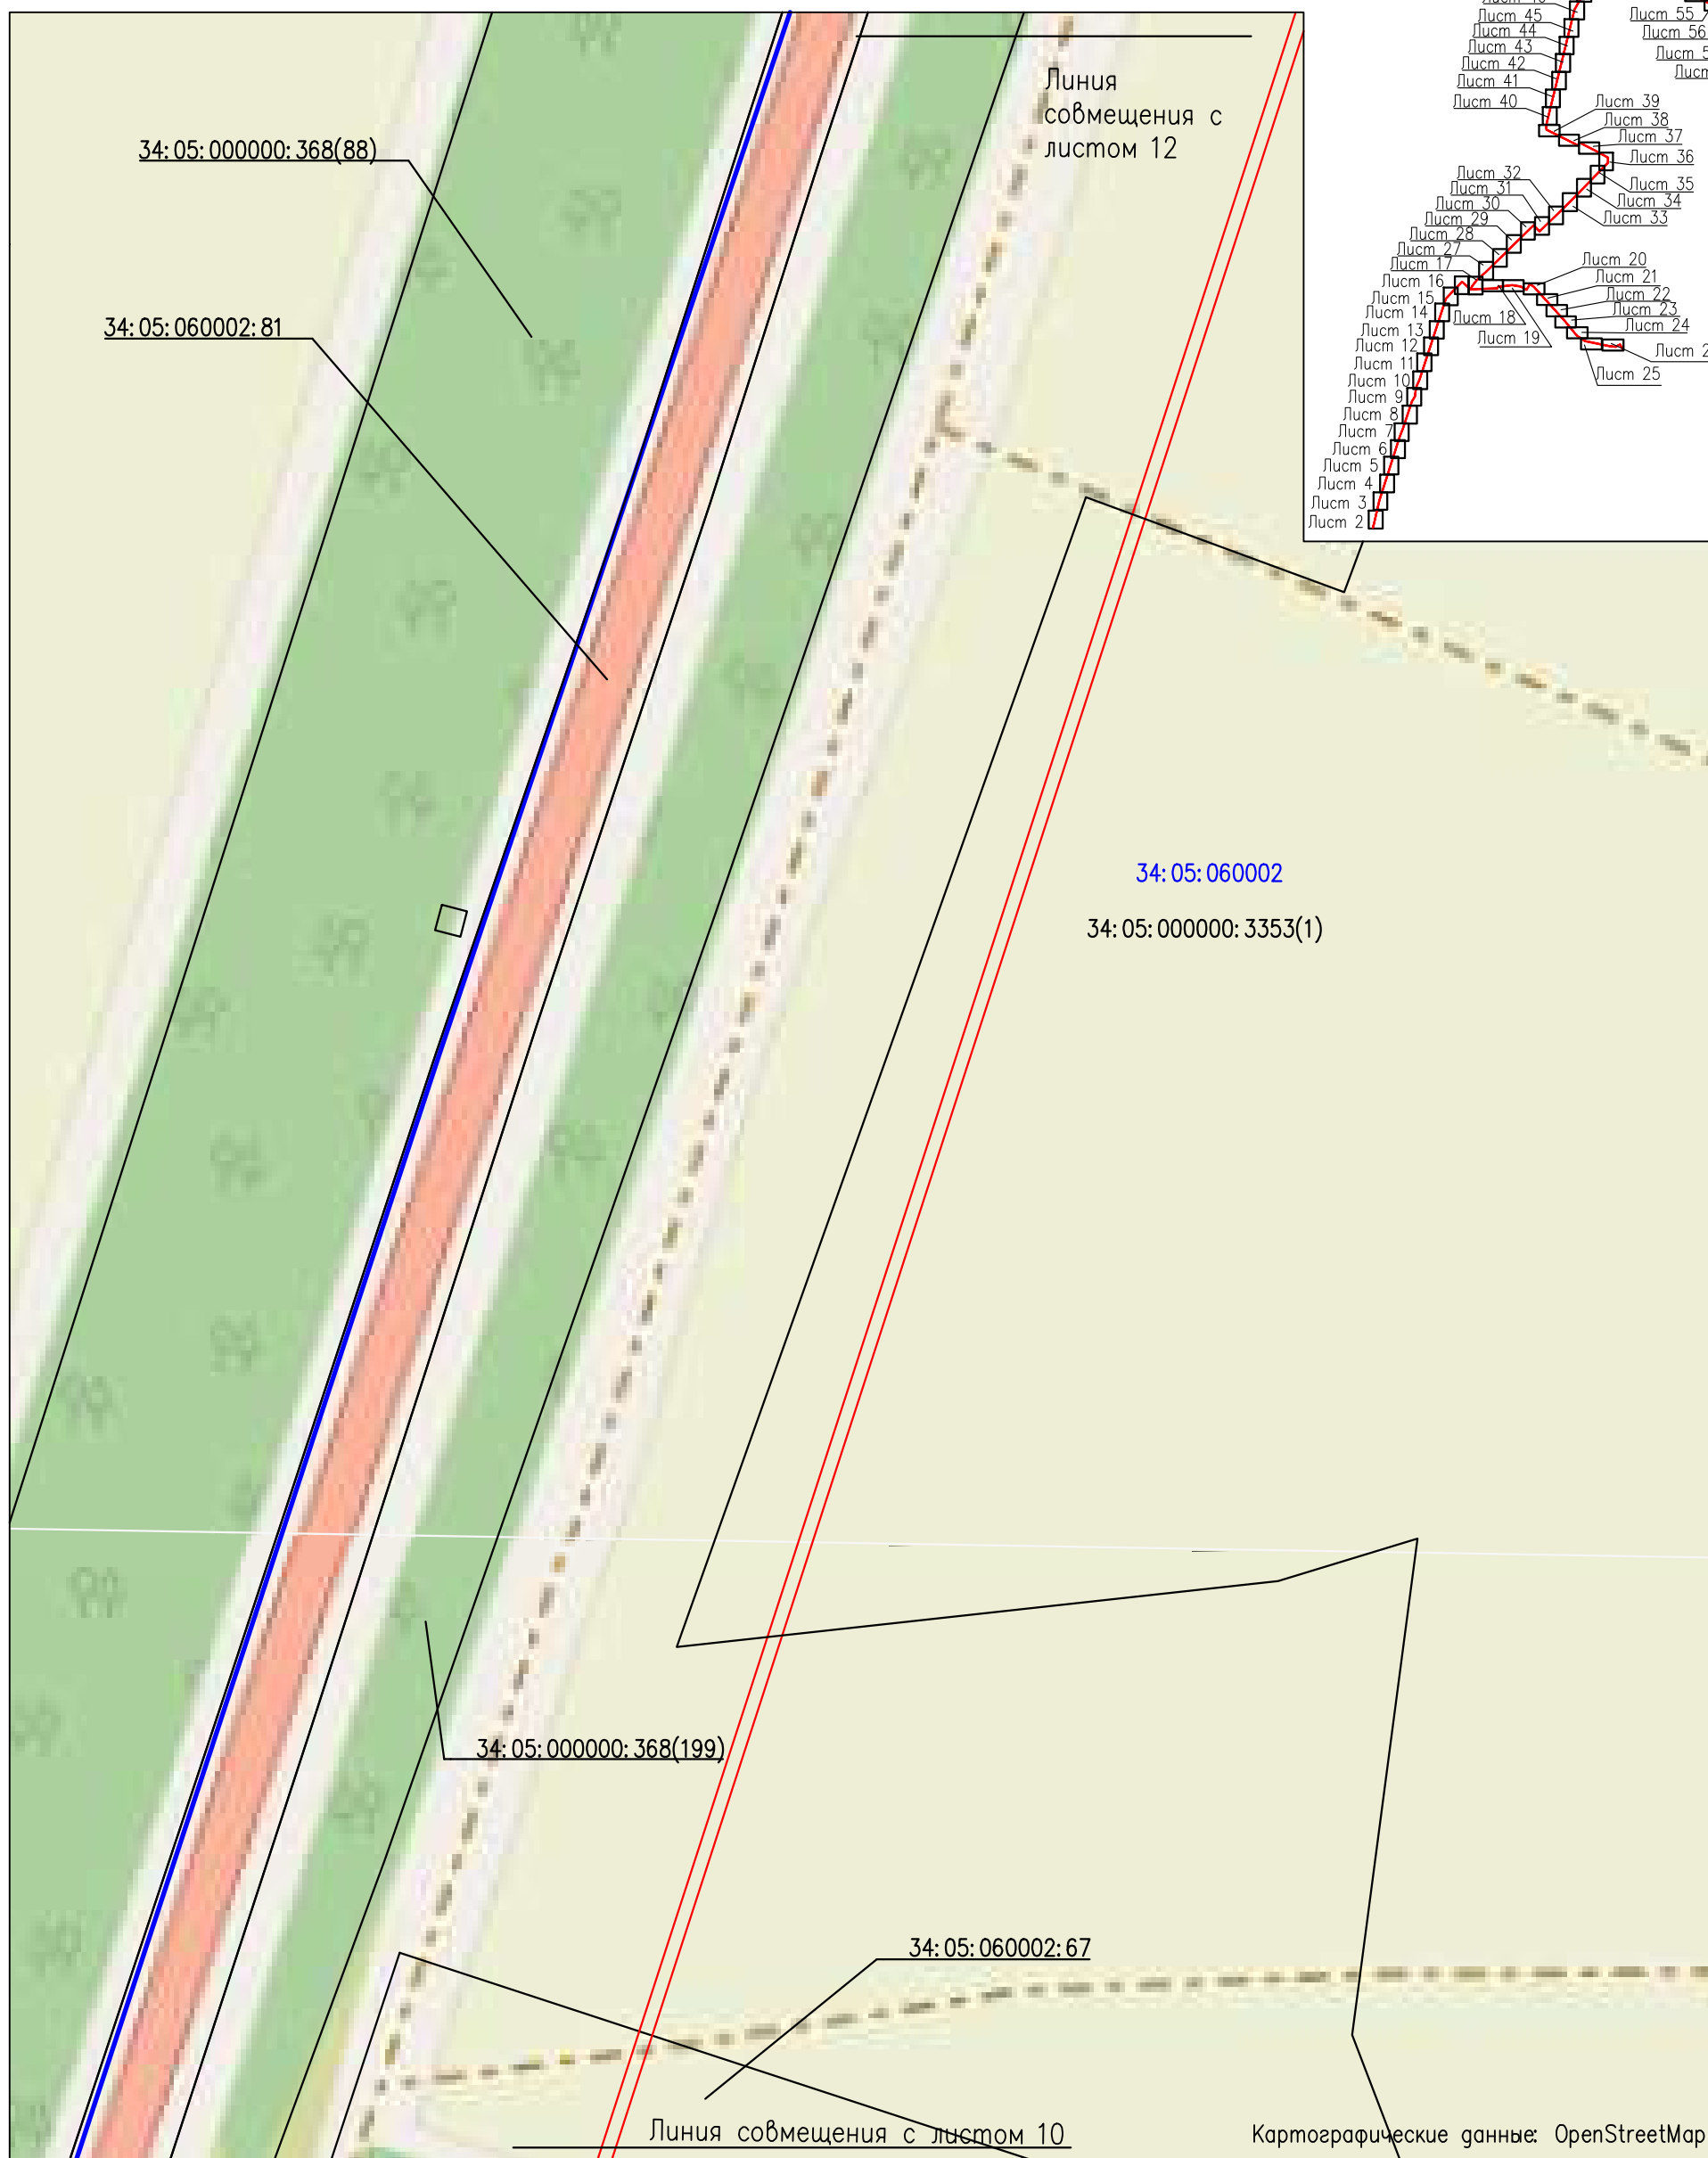 Линия
совмещения с
листом 12
34:05:000000:368(88)
34:05:060002:81
34:05:060002
34:05:000000:3353(1)
34:05:000000:368(199)
34:05:060002:67
Линия совмещения с листом 10
Картографические данные: OpenStreetMap
Лист 45
Лист 44
Лист 43
Лист 42
Лист 41
Лист 40
Лист 55
Лист 56
Лист 39
Лист 38
Лист 37
Лист 36
Лист 35
Лист 34
Лист 33
Лист 32
Лист 31
Лист 30
Лист 29
Лист 28
Лист 27
Лист 17
Лист 16
Лист 15
Лист 14
Лист 13
Лист 12
Лист 11
Лист 10
Лист 9
Лист 8
Лист 7
Лист 6
Лист 5
Лист 4
Лист 3
Лист 2
Лист 20
Лист 21
Лист 22
Лист 23
Лист 24
Лист 18
Лист 19
Лист 25